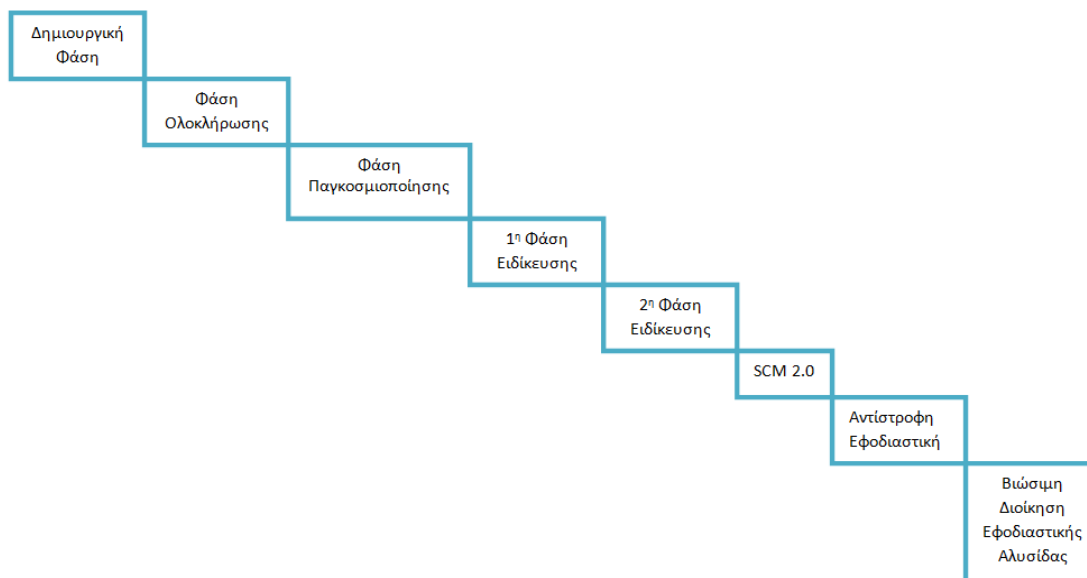 Δημιουργική
Φάση
Φάση
Ολοκλήρωσης
Φάση
Παγκοσμιοποίησης
1η Φάση
Ειδίκευσης
2η Φάση
Ειδίκευσης
SCM 2.0
Αντίστροφη
Εφοδιαστική
Βιώσιμη
Διοίκηση
Εφοδιαστικής
Αλυσίδας